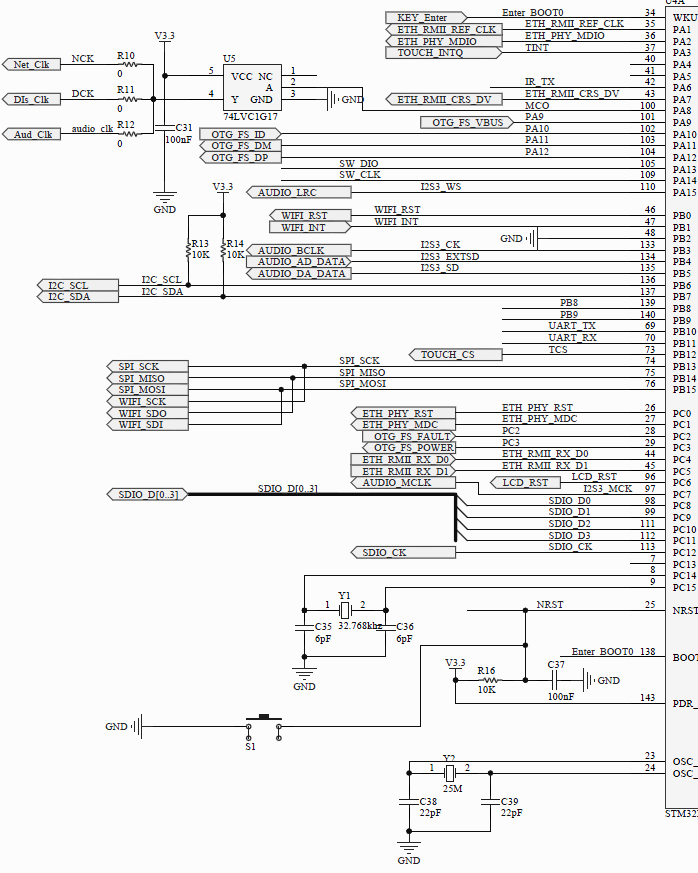 U4A
KEY_Enter Enter_BOOT0 34 WKU
ETH_RMII_REF_CLK ETH_RMII_REF_CLK 35 PA1
ETH_PHY_MDIO ETH_PHY_MDIO 36 PA2
TOUCH_INTQ TINT 37 PA3
40 PA4
41 PA5
IR_TX 42 PA6
ETH_RMII_CRS_DV ETH_RMII_CRS_DV 43 PA7
MCO 100 PA8
OTG_FS_VBUS PA9 101 PA9
OTG_FS_ID PA10 102 PA10
OTG_FS_DM PA11 103 PA11
OTG_FS_DP PA12 104 PA12
SW_DIO 105 PA13
SW_CLK 109 PA14
AUDIO_LRC I2S3_WS 110 PA15
V3.3
Net_Clk NCK R10 0
DIs_Clk DCK R11 0
Aud_Clk audio_clk R12 0
U5
5 VCC NC 1
A 2
4 Y GND 3
74LVC1G17
GND
C31
100nF
GND
V3.3
R13
10K
R14
10K
WIFI_RST WIFI_RST 46 PB0
WIFI_INT WIFI_INT 47 PB1
GND 48 PB2
AUDIO_BCLK I2S3_CK 133 PB3
AUDIO_AD_DATA I2S3_EXTSD 134 PB4
AUDIO_DA_DATA I2S3_SD 135 PB5
I2C_SCL I2C_SCL 136 PB6
I2C_SDA I2C_SDA 137 PB7
PB8 139 PB8
PB9 140 PB9
UART_TX 69 PB10
UART_RX 70 PB11
TOUCH_CS TCS 73 PB12
SPI_SCK SPI_SCK 74 PB13
SPI_MISO SPI_MISO 75 PB14
SPI_MOSI SPI_MOSI 76 PB15
WIFI_SCK
WIFI_SDO
WIFI_SDI
ETH_PHY_RST ETH_PHY_RST 26 PC0
ETH_PHY_MDC ETH_PHY_MDC 27 PC1
OTG_FS_FAULT PC2 28 PC2
OTG_FS_POWER PC3 29 PC3
ETH_RMII_RX_D0 ETH_RMII_RX_D0 44 PC4
ETH_RMII_RX_D1 ETH_RMII_RX_D1 45 PC5
AUDIO_MCLK LCD_RST LCD_RST 96 PC6
I2S3_MCK 97 PC7
SDIO_D[0..3] SDIO_D[0..3] SDIO_D0 98 PC8
SDIO_D1 99 PC9
SDIO_D2 111 PC10
SDIO_D3 112 PC11
SDIO_CK SDIO_CK 113 PC12
7 PC13
8 PC14
9 PC15
1 Y1 2
32.768khz
C35
6pF
C36
6pF
GND
NRST 25 NRST
Enter_BOOT0 138 BOO
V3.3
R16
10K
C37
100nF
GND
143 PDR_
GND
S1
23 OSC_
24 OSC_
1 Y2 2
25M
C38
22pF
C39
22pF
GND
STM32